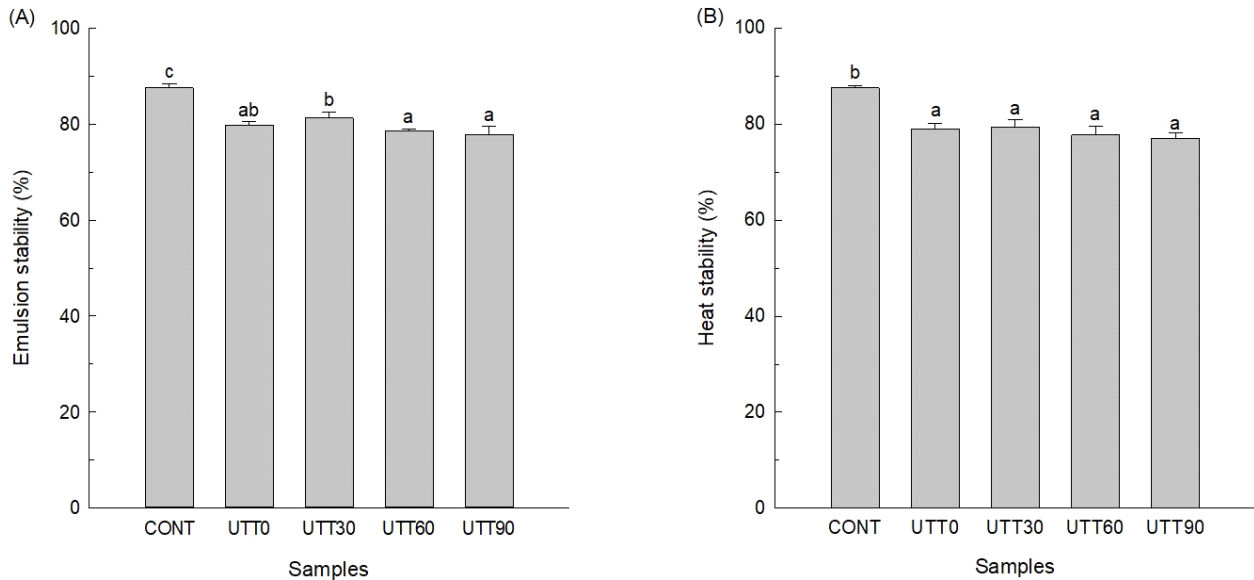 (A)
100
80
60
40
20
0
Emulsion stability (%)
c
ab
b
a
a
CONT UTT0 UTT30 UTT60 UTT90
Samples
(B)
100
80
60
40
20
0
Heat stability (%)
b
a
a
a
a
CONT UTT0 UTT30 UTT60 UTT90
Samples